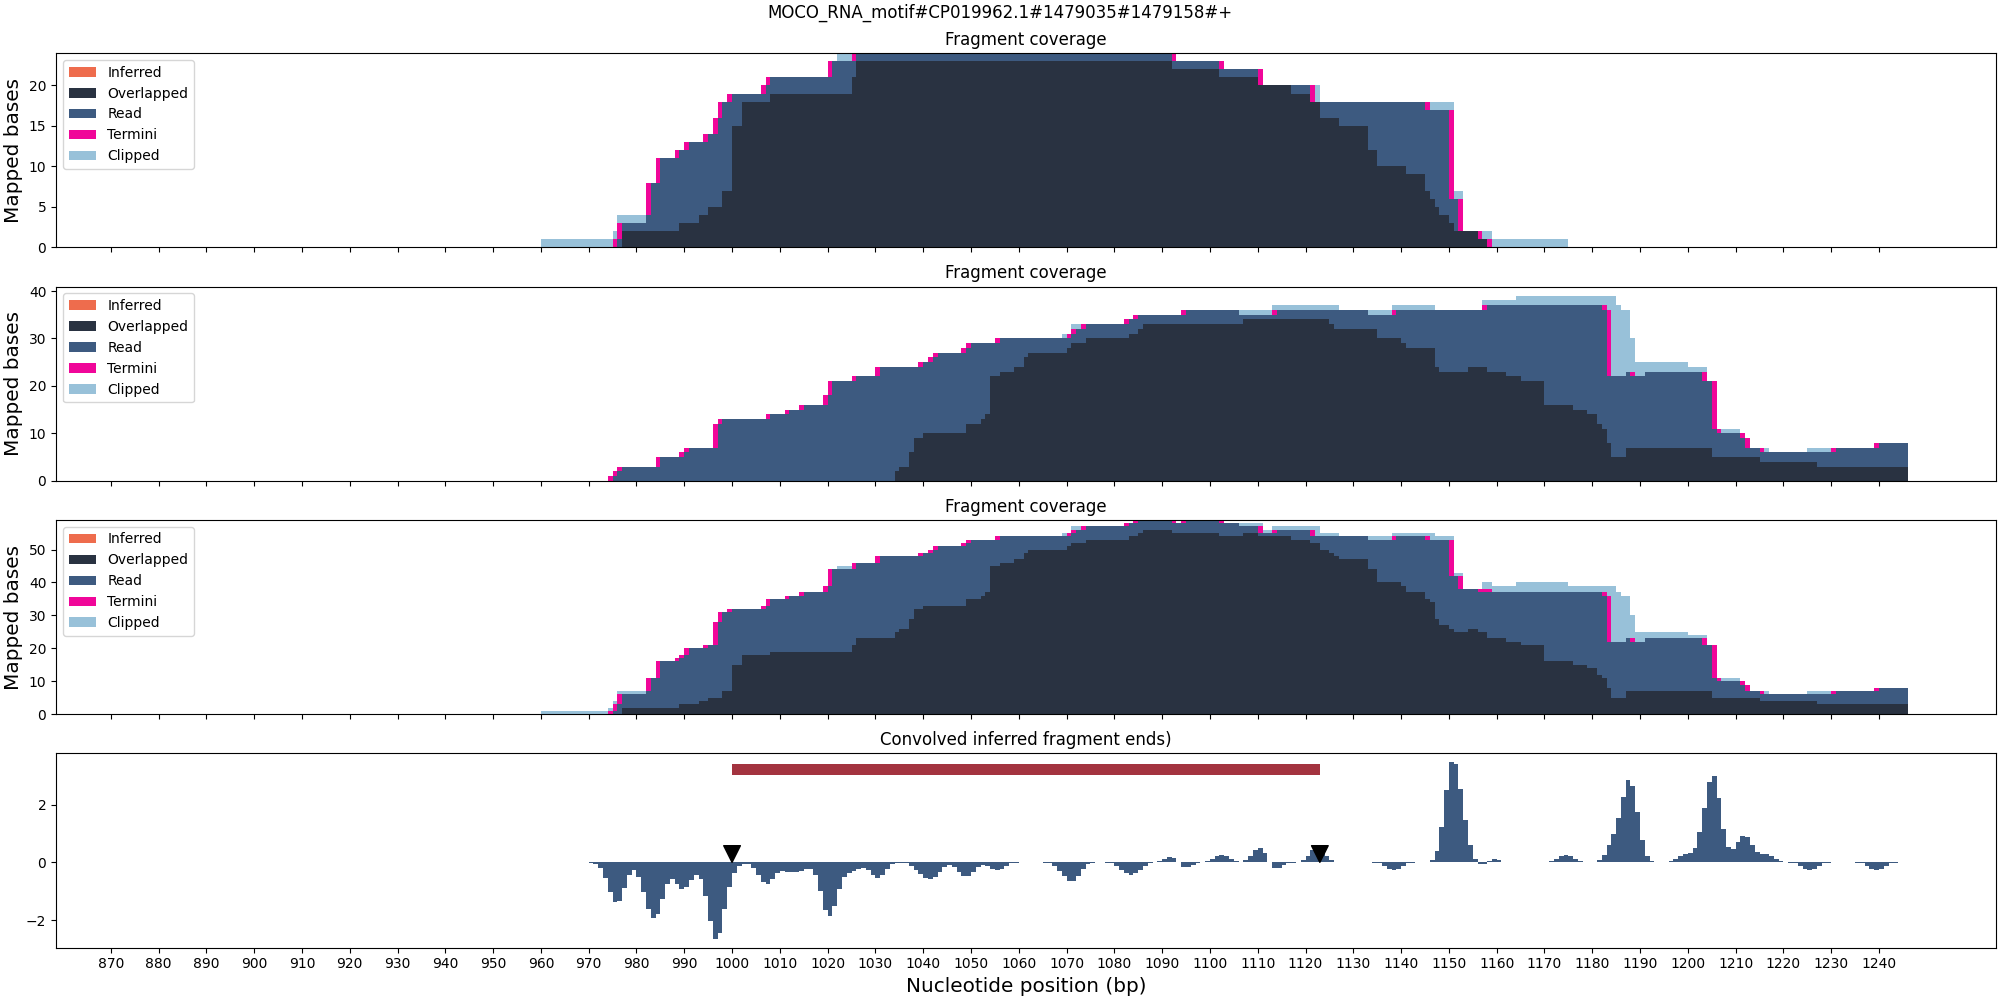 MOCO_RNA_motif#CP019962.1#1479035#1479158#+
Fragment coverage
Mapped bases
20
15
10
5
0
Inferred
Overlapped
Read
Termini
Clipped
Fragment coverage
Mapped bases
40
30
20
10
0
Inferred
Overlapped
Read
Termini
Clipped
Fragment coverage
Mapped bases
50
40
30
20
10
0
Inferred
Overlapped
Read
Termini
Clipped
Convolved inferred fragment ends)
2
0
−2
870 880 890 900 910 920 930 940 950 960 970 980 990 1000 1010 1020 1030 1040 1050 1060 1070 1080 1090 1100 1110 1120 1130 1140 1150 1160 1170 1180 1190 1200 1210 1220 1230 1240
Nucleotide position (bp)